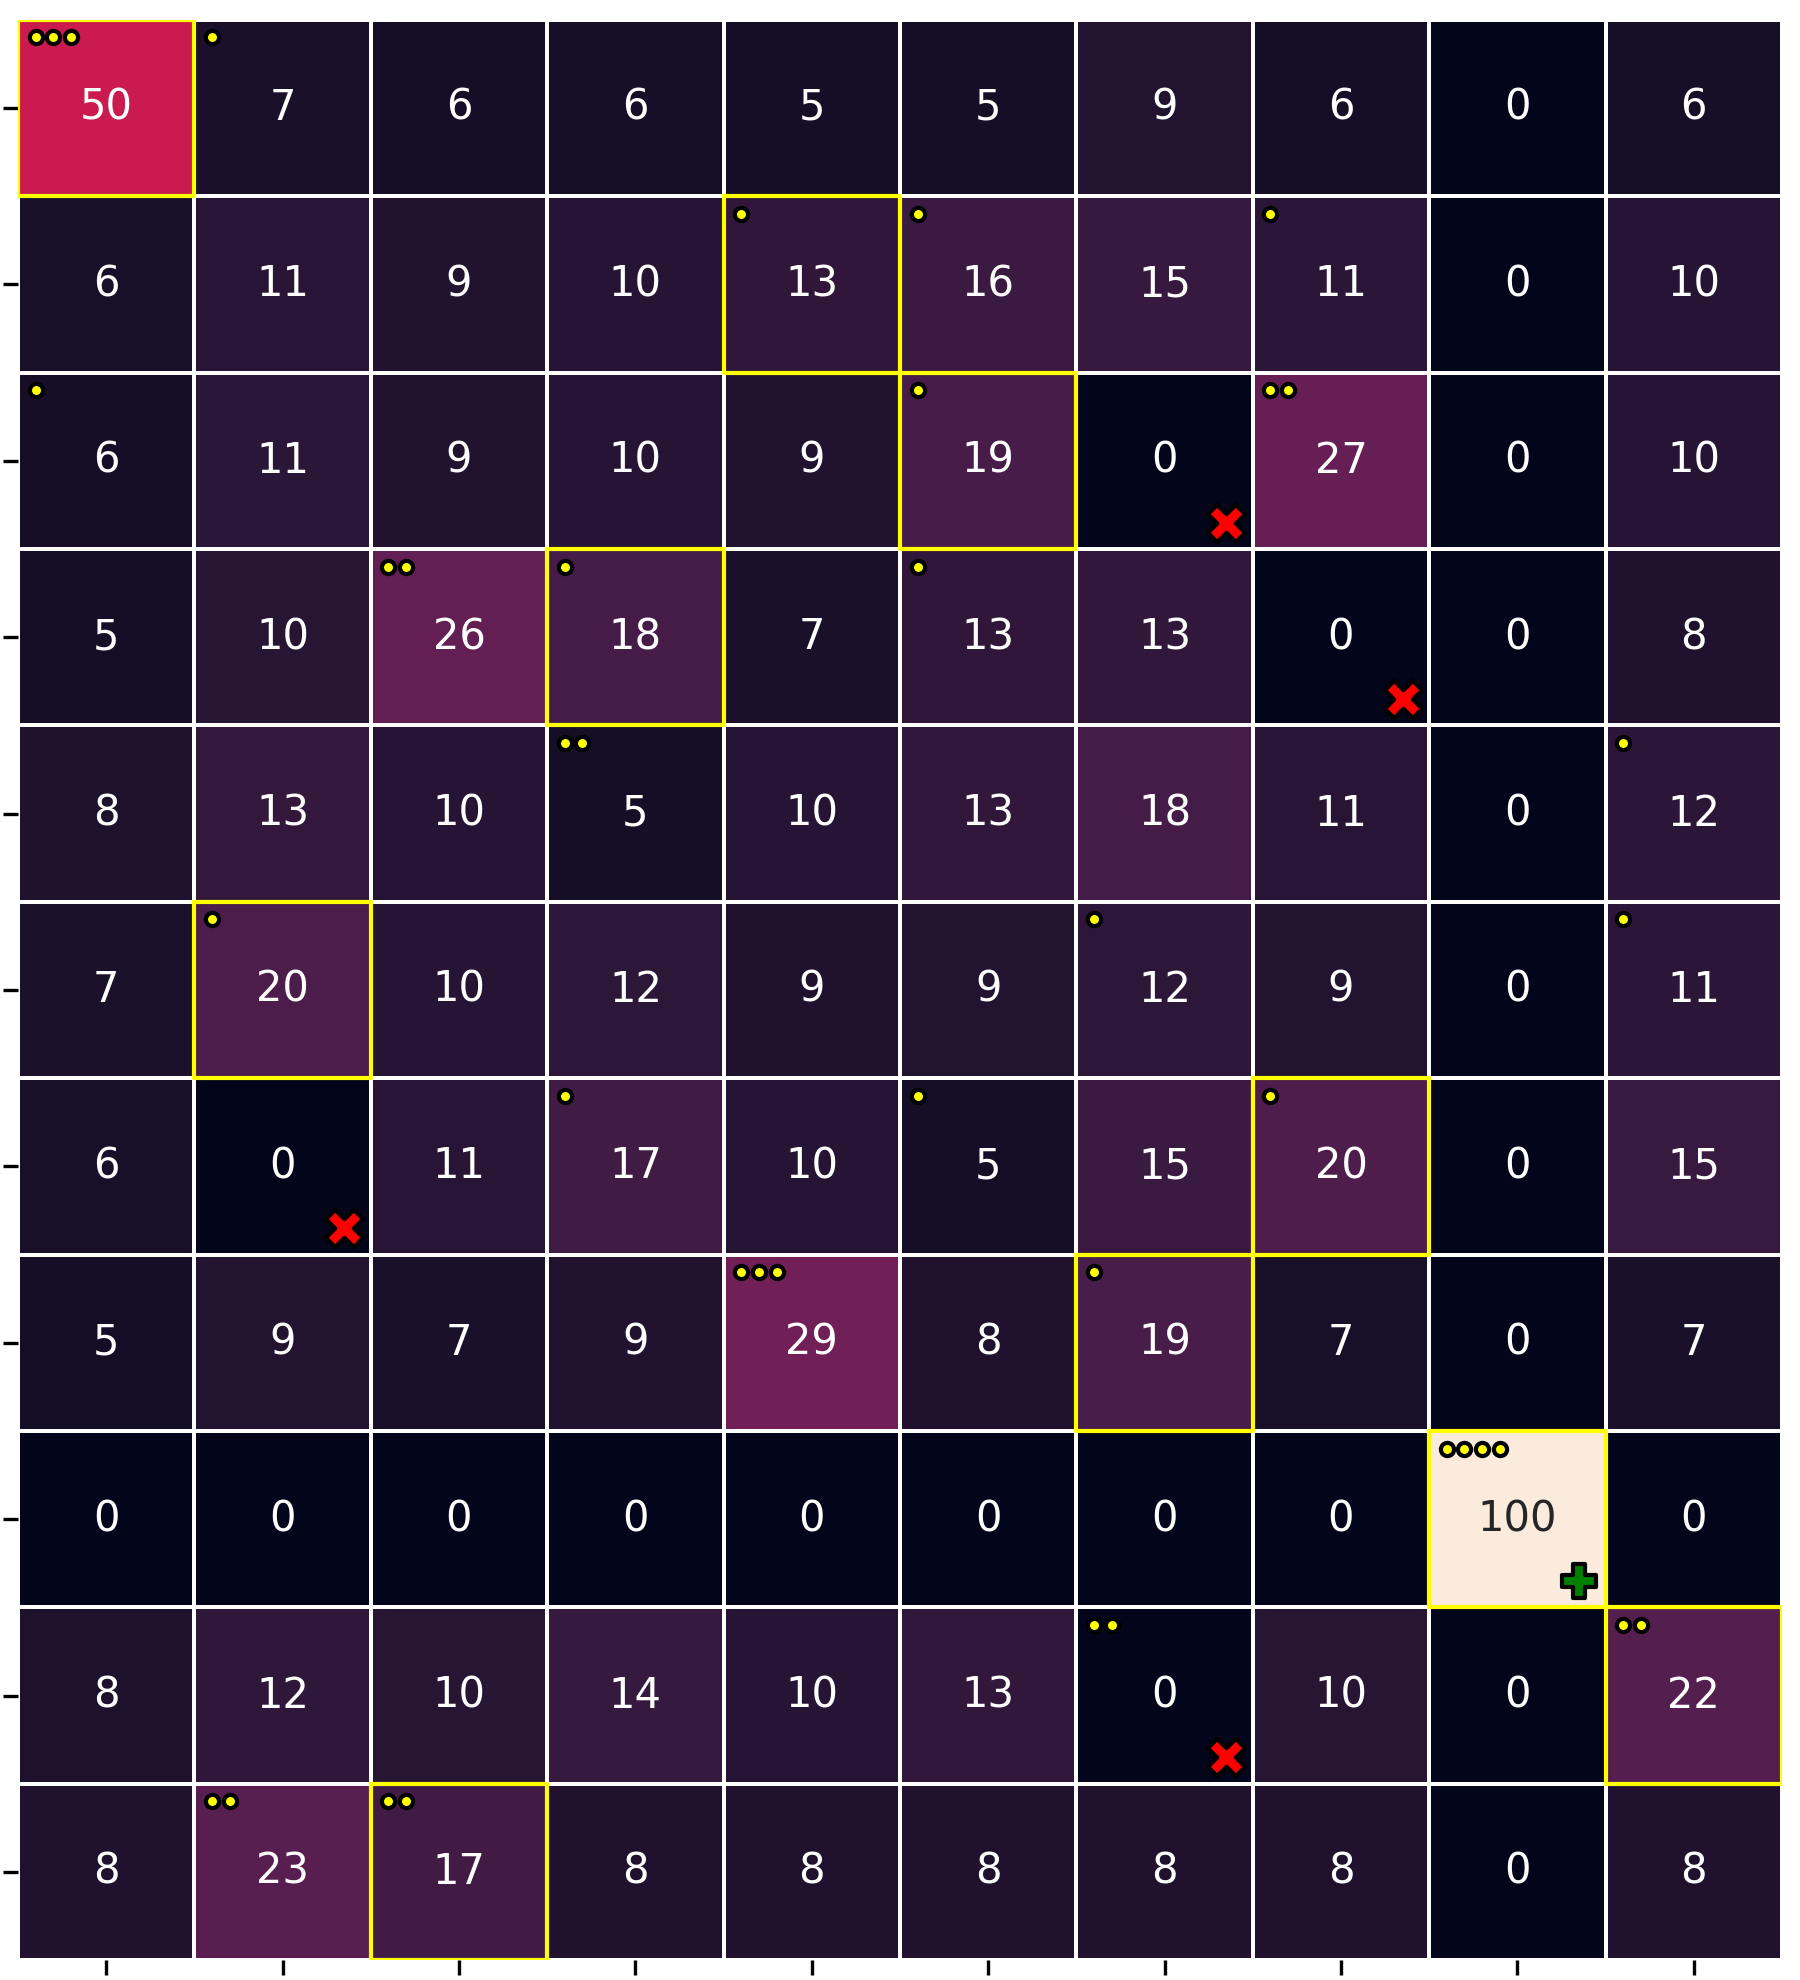 50 7 6 6 5 5 9 6 0 6
6 11 9 10 13 16 15 11 0 10
6 11 9 10 9 19 0 27 0 10
5 10 26 18 7 13 13 0 0 8
8 13 10 5 10 13 18 11 0 12
7 20 10 12 9 9 12 9 0 11
6 0 11 17 10 5 15 20 0 15
5 9 7 9 29 8 19 7 0 7
0 0 0 0 0 0 0 0 100 0
8 12 10 14 10 13 0 10 0 22
8 23 17 8 8 8 8 8 0 8